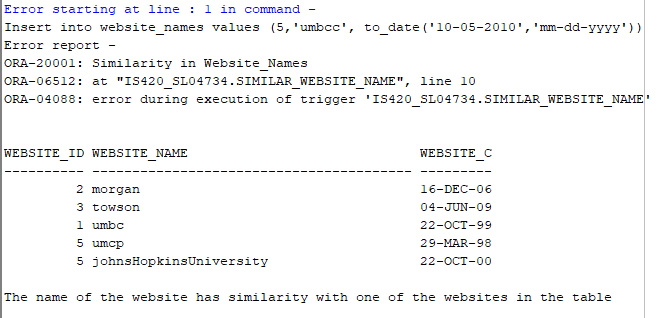 Error starting at line : 1 in command -
Insert into website_names values (5,'umbcc', to_date('10-05-2010','mm-dd-yyyy'))
Error report -
ORA-20001: Similarity in Website_Names
ORA-06512: at "IS420_SL04734.SIMILAR_WEBSITE_NAME", line 10
ORA-04088: error during execution of trigger 'IS420_SL04734.SIMILAR_WEBSITE_NAME'
WEBSITE_ID WEBSITE_NAME                             WEBSITE_C
---------- ---------------------------------------- ---------
         2 morgan                                   16-DEC-06
         3 towson                                   04-JUN-09
         1 umbc                                     22-OCT-99
         5 umcp                                     29-MAR-98
         5 johnsHopkinsUniversity                   22-OCT-00
The name of the website has similarity with one of the websites in the table